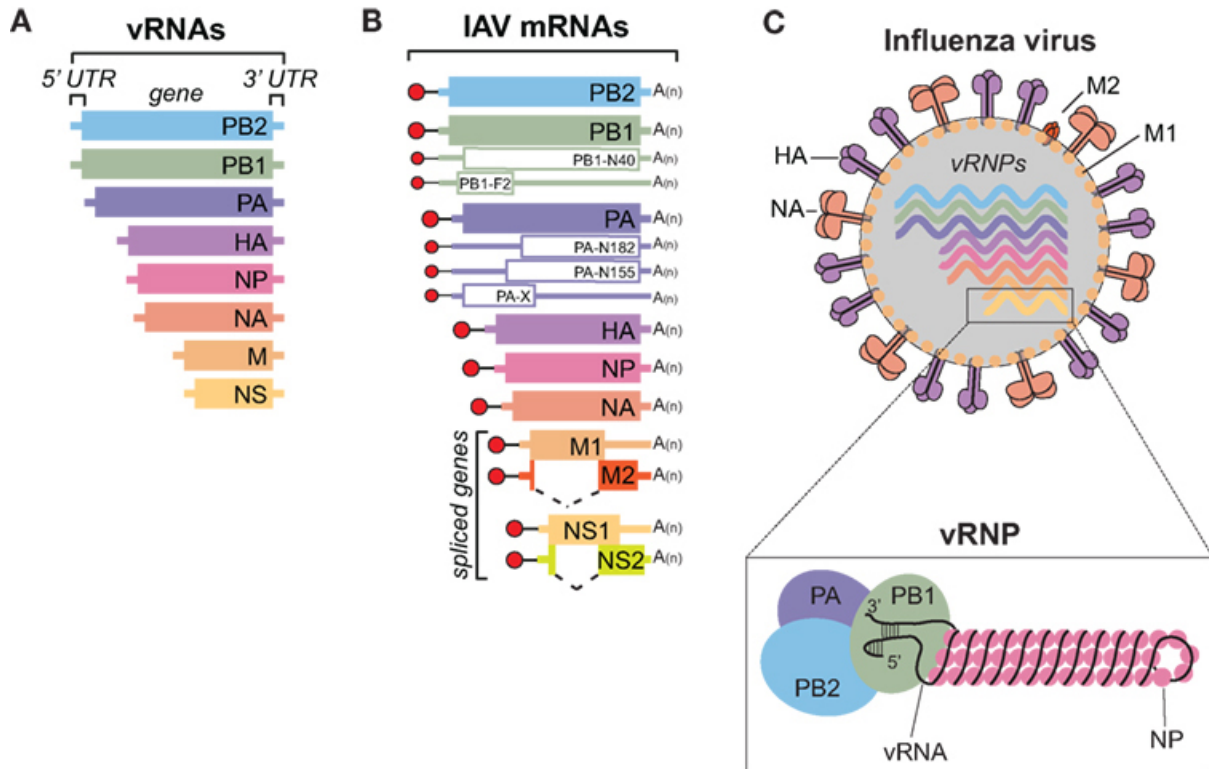 A
vRNAs
5' UTR
3' UTR
gene
PB2
PB1
PA
HA
NP
NA
M
NS
B
IAV mRNAs
PB2 A(n)
PB1 A(n)
PB1-N40 A(n)
PB1-F2 A(n)
PA A(n)
PA-N182 A(n)
PA-N155 A(n)
PA-X A(n)
HA A(n)
NP A(n)
NA A(n)
spliced genes
M1 A(n)
M2 A(n)
NS1 A(n)
NS2 A(n)
C
Influenza virus
M2
M1
HA
NA
vRNPs
vRNP
PA
PB1
PB2
3'
5'
vRNA
NP